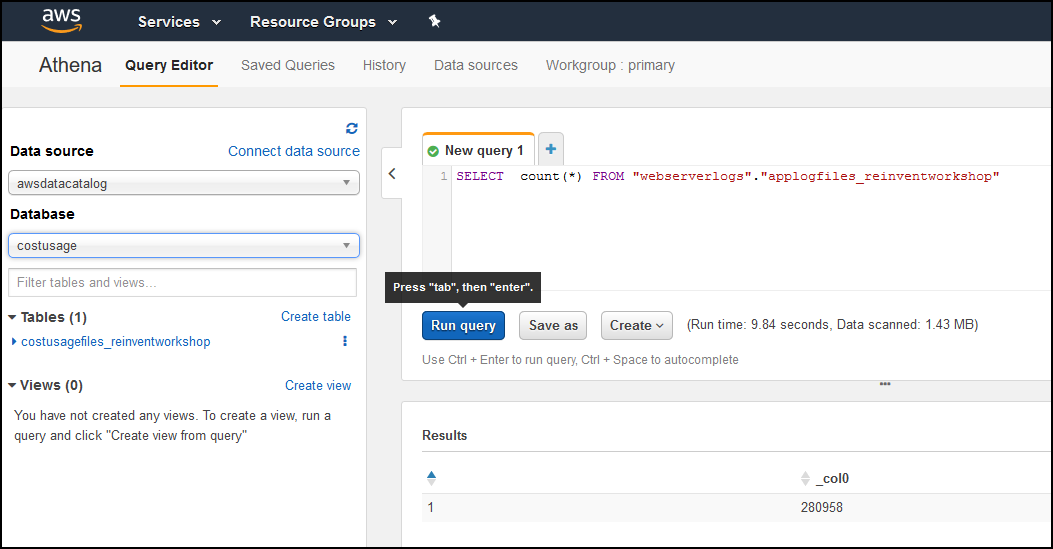 aws Services Resource Groups
Athena Query Editor Saved Queries History Data sources Workgroup : primary
Data source Connect data source
awsdatacatalog
Database
costusage
Filter tables and views...
Tables (1) Create table
costusagefiles_reinventworkshop
Views (0) Create view
You have not created any views. To create a view, run a
query and click "Create view from query"
New query 1 +
1 SELECT count(*) FROM "webserverlogs"."applogfiles_reinventworkshop"
Press "tab", then "enter".
Run query Save as Create (Run time: 9.84 seconds, Data scanned: 1.43 MB)
Use Ctrl + Enter to run query, Ctrl + Space to autocomplete
Results
_col0
1 280958